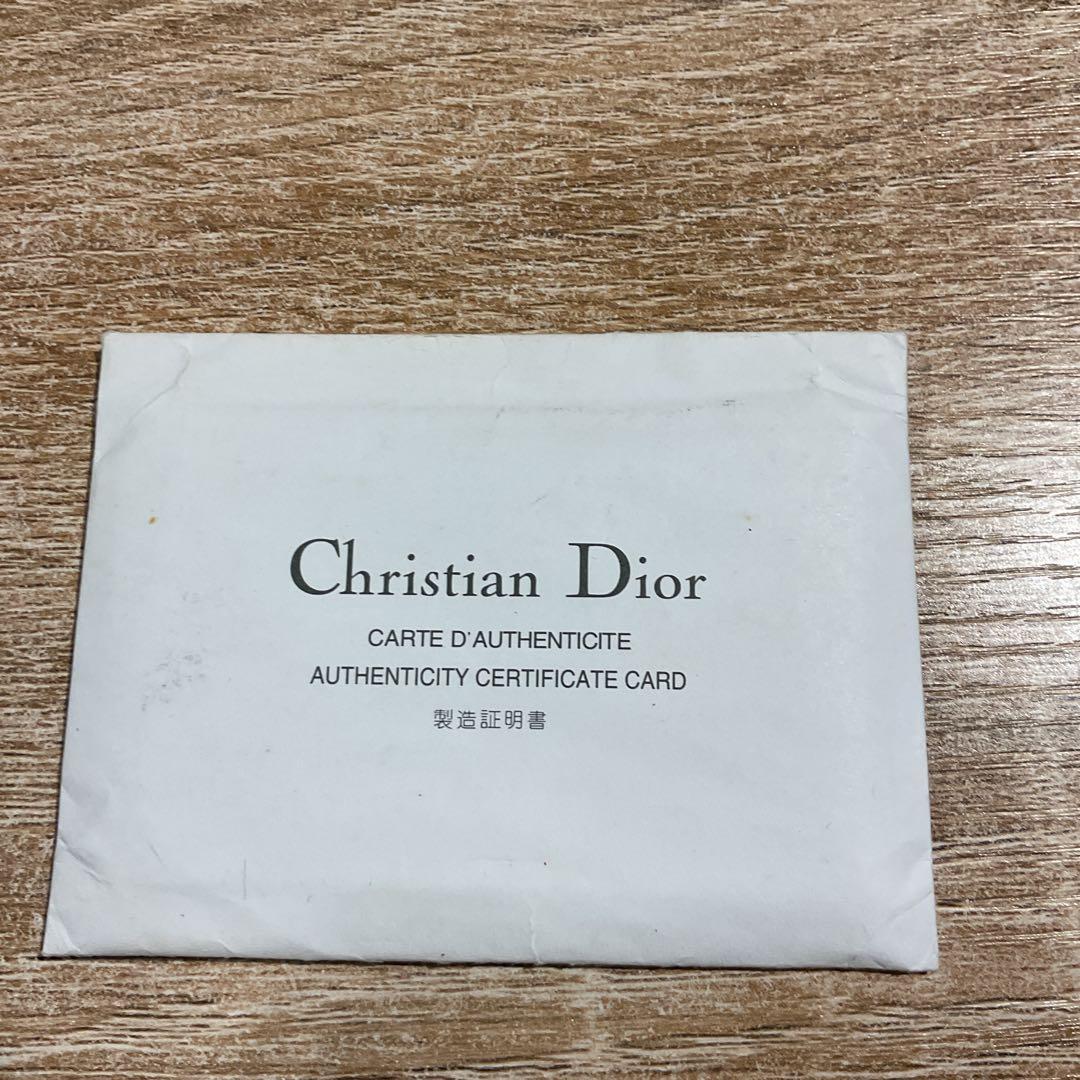 Christian Dior
CARTE D'AUTHENTICITE
AUTHENTICITY CERTIFICATE CARD
製造証明書